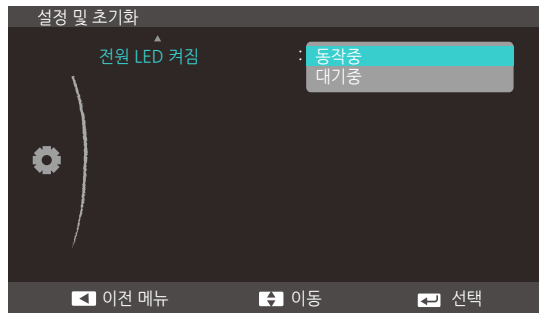 설정 및 초기화
전원 LED 켜짐 : 동작중
대기중
이전 메뉴 이동 선택